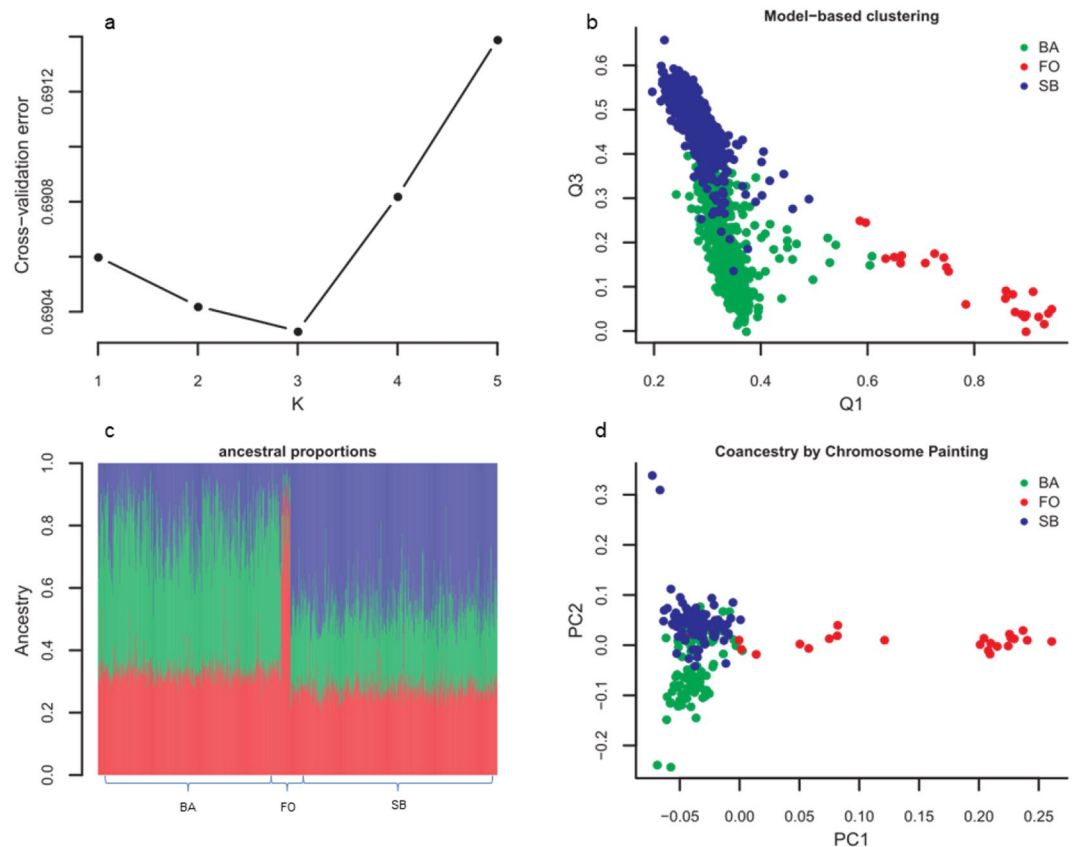 a
Cross−validation error
0.6912
0.6908
0.6904
1 2 3 4 5
K
b
Model−based clustering
BA
FO
SB
Q3
0.6
0.5
0.4
0.3
0.2
0.1
0.0
0.2 0.4 0.6 0.8
Q1
c
ancestral proportions
Ancestry
1.0
0.8
0.6
0.4
0.2
0.0
BA FO SB
d
Coancestry by Chromosome Painting
BA
FO
SB
PC2
0.3
0.2
0.1
0.0
−0.1
−0.2
−0.05 0.00 0.05 0.10 0.15 0.20 0.25
PC1